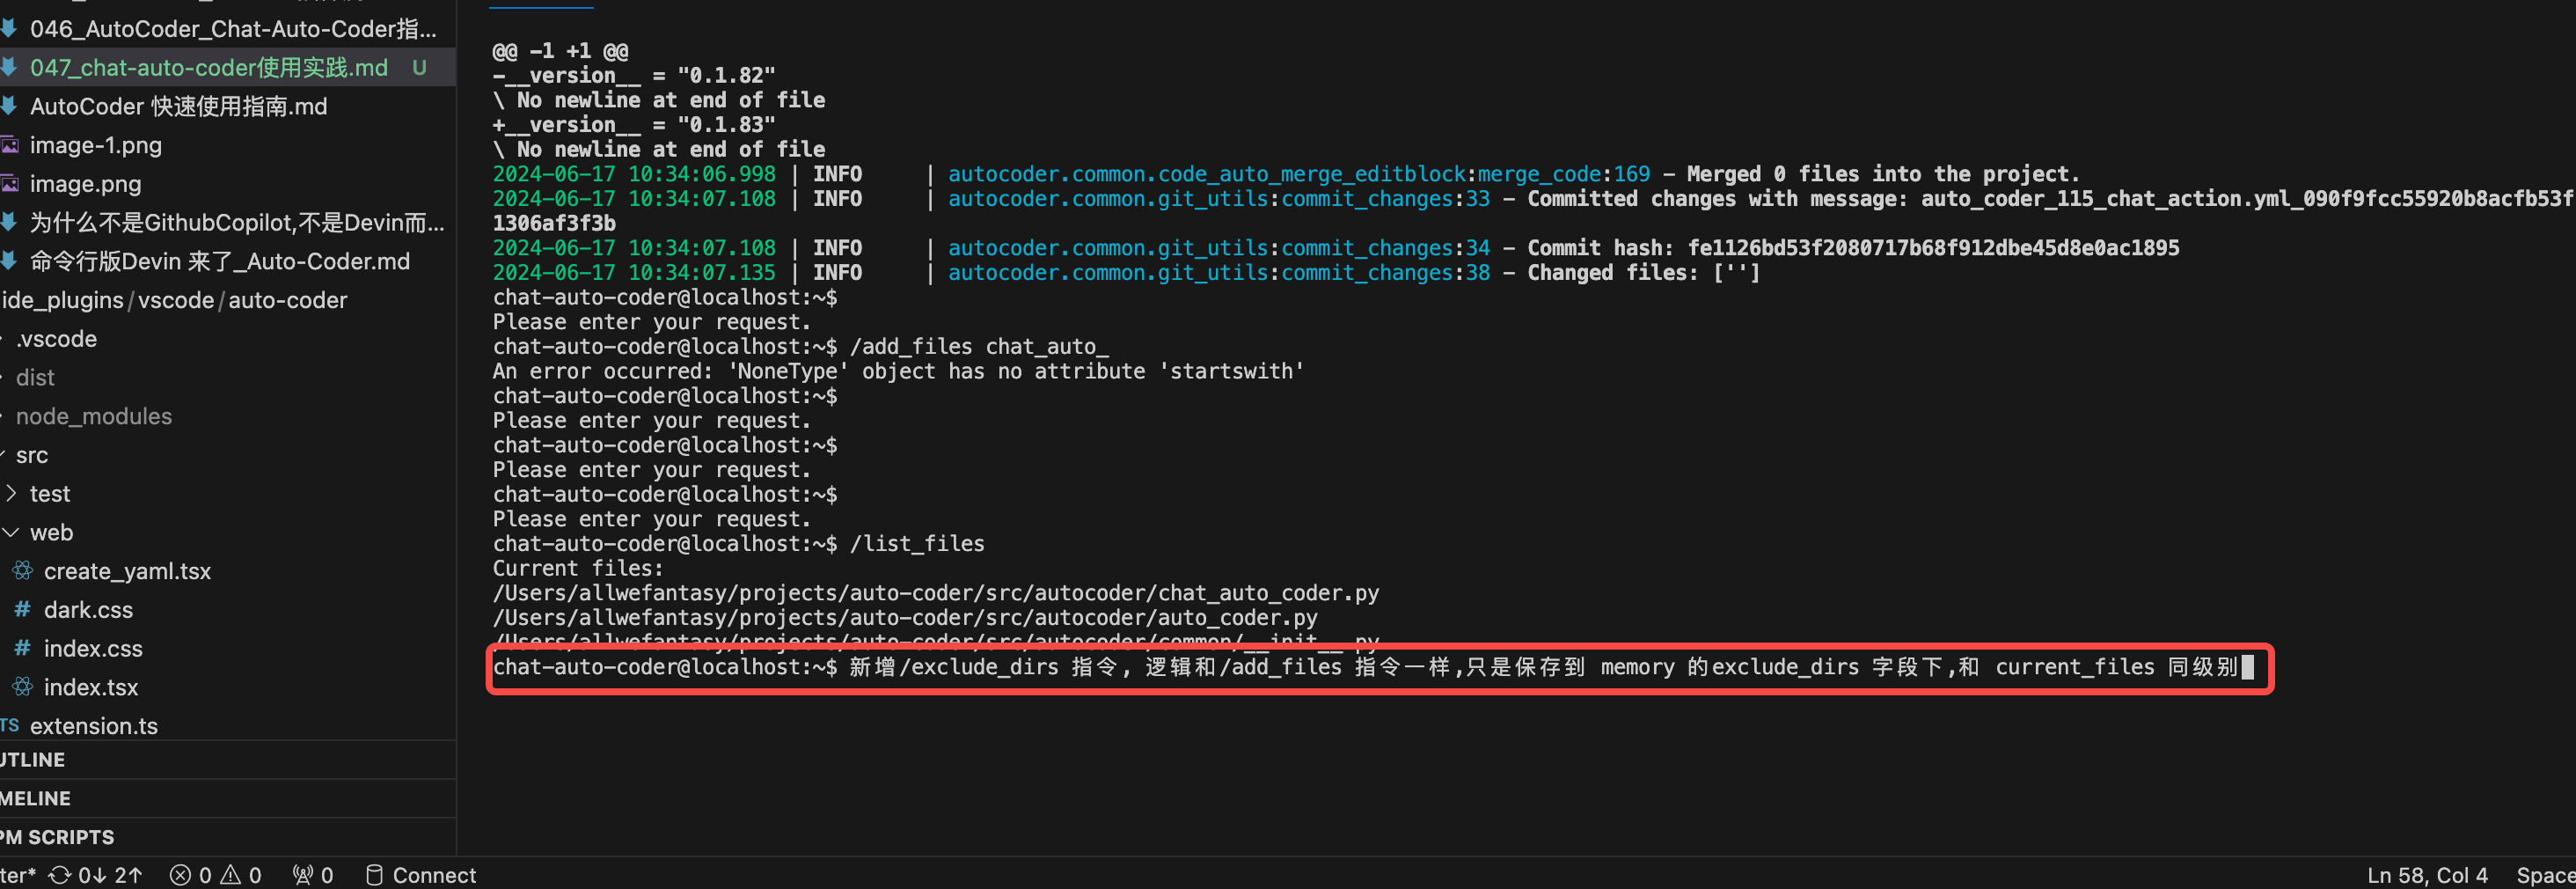 046_AutoCoder_Chat-Auto-Coder指...
047_chat-auto-coder使用实践.md U
AutoCoder 快速使用指南.md
image-1.png
image.png
为什么不是GithubCopilot,不是Devin而...
命令行版Devin 来了_Auto-Coder.md
ide_plugins/vscode/auto-coder
.vscode
dist
node_modules
src
test
web
create_yaml.tsx
# dark.css
# index.css
index.tsx
TS extension.ts
UTLINE
MELINE
PM SCRIPTS
@@ -1 +1 @@
-__version__ = "0.1.82"
\ No newline at end of file
+__version__ = "0.1.83"
\ No newline at end of file
2024-06-17 10:34:06.998 | INFO | autocoder.common.code_auto_merge_editblock:merge_code:169 - Merged 0 files into the project.
2024-06-17 10:34:07.108 | INFO | autocoder.common.git_utils:commit_changes:33 - Committed changes with message: auto_coder_115_chat_action.yml_090f9fcc55920b8acfb53f
1306af3f3b
2024-06-17 10:34:07.108 | INFO | autocoder.common.git_utils:commit_changes:34 - Commit hash: fe1126bd53f2080717b68f912dbe45d8e0ac1895
2024-06-17 10:34:07.135 | INFO | autocoder.common.git_utils:commit_changes:38 - Changed files: ['']
chat-auto-coder@localhost:~$
Please enter your request.
chat-auto-coder@localhost:~$ /add_files chat_auto_
An error occurred: 'NoneType' object has no attribute 'startswith'
chat-auto-coder@localhost:~$
Please enter your request.
chat-auto-coder@localhost:~$
Please enter your request.
chat-auto-coder@localhost:~$
Please enter your request.
chat-auto-coder@localhost:~$ /list_files
Current files:
/Users/allwefantasy/projects/auto-coder/src/autocoder/chat_auto_coder.py
/Users/allwefantasy/projects/auto-coder/src/autocoder/auto_coder.py
/Users/allwefantasy/projects/auto-coder/src/autocoder/common/__init__.py
chat-auto-coder@localhost:~$ 新增/exclude_dirs 指令, 逻辑和/add_files 指令一样,只是保存到 memory 的exclude_dirs 字段下,和 current_files 同级别
ter* 0↓ 2↑ 0 0 0 Connect Ln 58, Col 4 Space